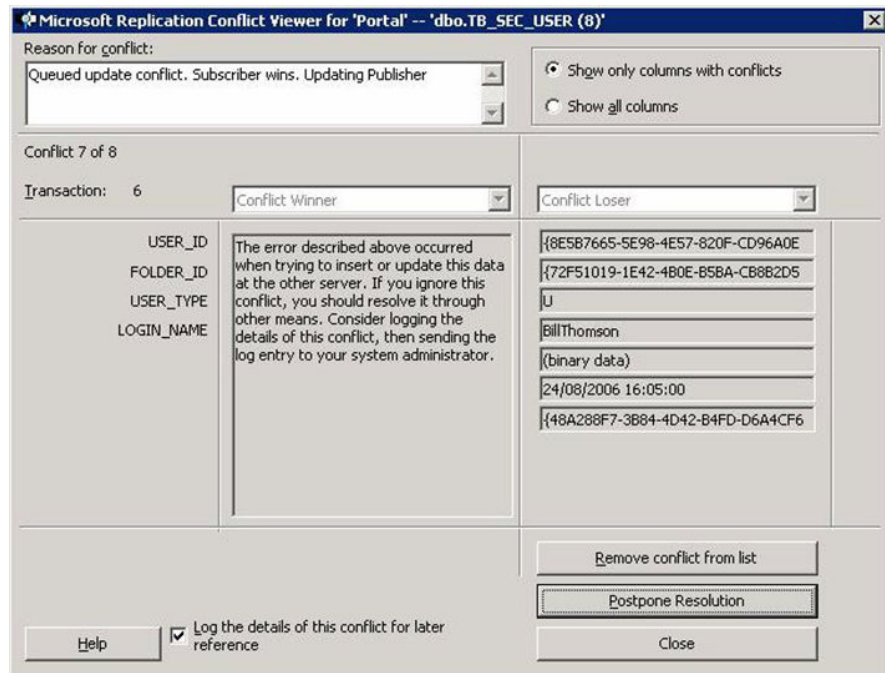 Microsoft Replication Conflict Viewer for 'Portal' -- 'dbo.TB_SEC_USER (8)'
Reason for conflict:
Queued update conflict. Subscriber wins. Updating Publisher
Show only columns with conflicts
Show all columns
Conflict 7 of 8
Transaction: 6
Conflict Winner
Conflict Loser
USER_ID
FOLDER_ID
USER_TYPE
LOGIN_NAME
The error described above occurred
when trying to insert or update this data
at the other server. If you ignore this
conflict, you should resolve it through
other means. Consider logging the
details of this conflict, then sending the
log entry to your system administrator.
{8E5B7665-5E98-4E57-820F-CD96A0E
{72F51019-1E42-4B0E-B5BA-CB8B2D5
U
BillThomson
(binary data)
24/08/2006 16:05:00
{48A288F7-3B84-4D42-B4FD-D6A4CF6
Remove conflict from list
Postpone Resolution
Help
Log the details of this conflict for later
reference
Close